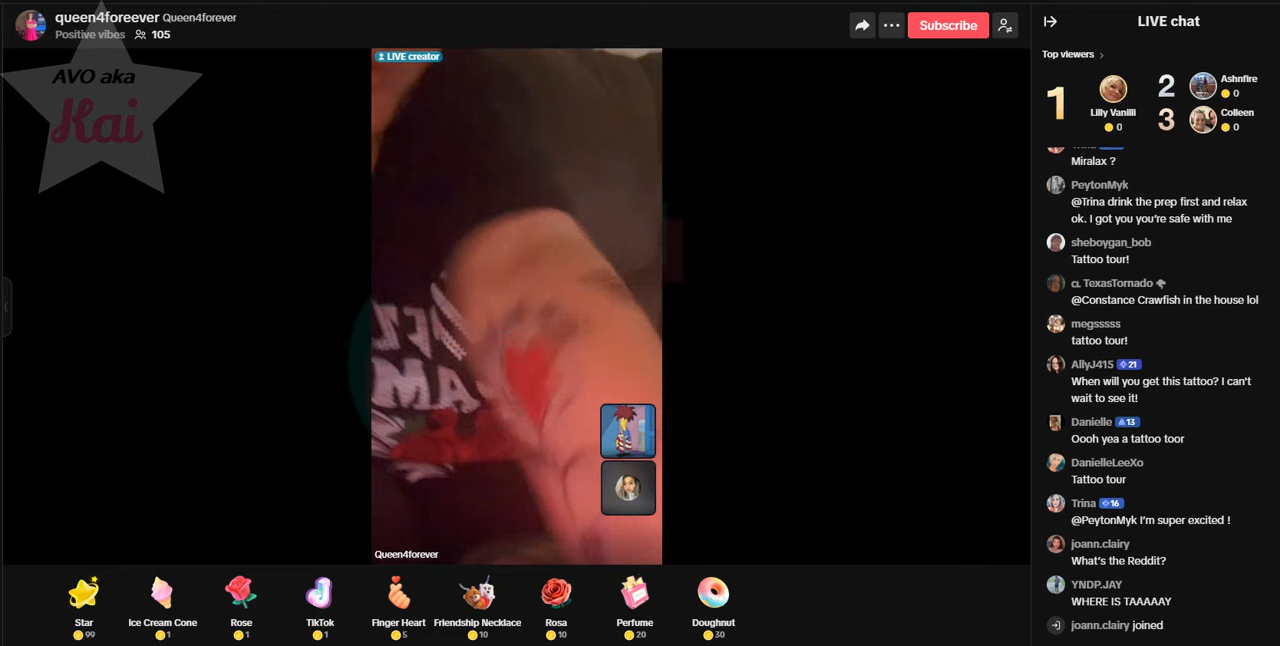 queen4foreever Queen4forever
Positive vibes 105
Subscribe
AVO aka
Kai
LIVE creator
AM
Queen4forever
Star
99
Ice Cream Cone
1
Rose
1
TikTok
1
Finger Heart
5
Friendship Necklace
10
Rosa
10
Perfume
20
Doughnut
30
LIVE chat
Top viewers
1
Lilly Vanilli
0
2
Ashnfire
0
3
Colleen
0
Miralax ?
PeytonMyk
@Trina drink the prep first and relax
ok. I got you you're safe with me
sheboygan_bob
Tattoo tour!
TexasTornado
@Constance Crawfish in the house lol
megsssss
tattoo tour!
AllyJ415 21
When will you get this tattoo? I can't
wait to see it!
Danielle 13
Oooh yea a tattoo toor
DanielleLeeXo
Tattoo tour
Trina 16
@PeytonMyk I'm super excited !
joann.clairy
What's the Reddit?
YNDP.JAY
WHERE IS TAAAAAY
joann.clairy joined